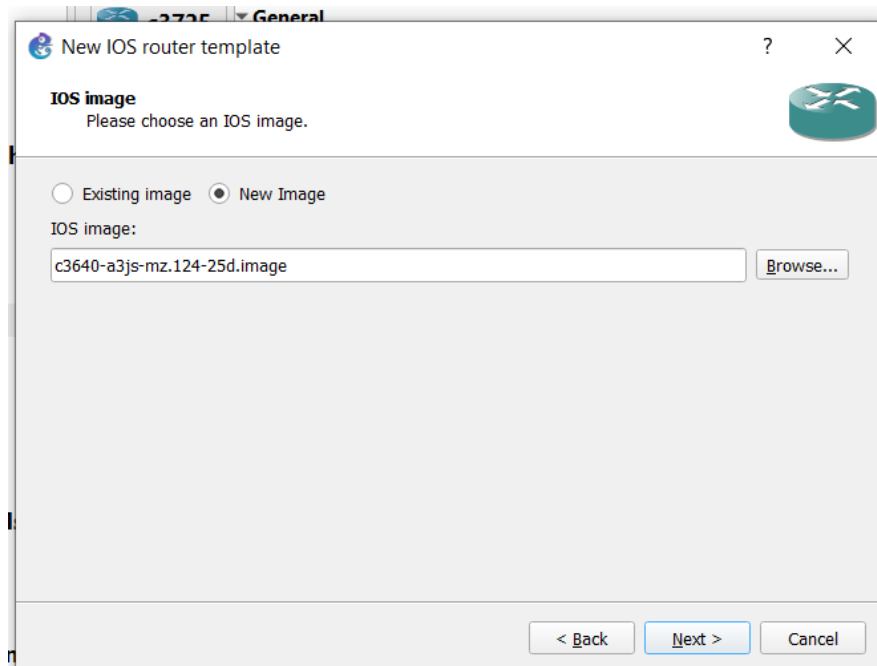 c3725 General
New IOS router template ? ×
IOS image
Please choose an IOS image.
Existing image New Image
IOS image:
c3640-a3js-mz.124-25d.image Browse...
< Back Next > Cancel